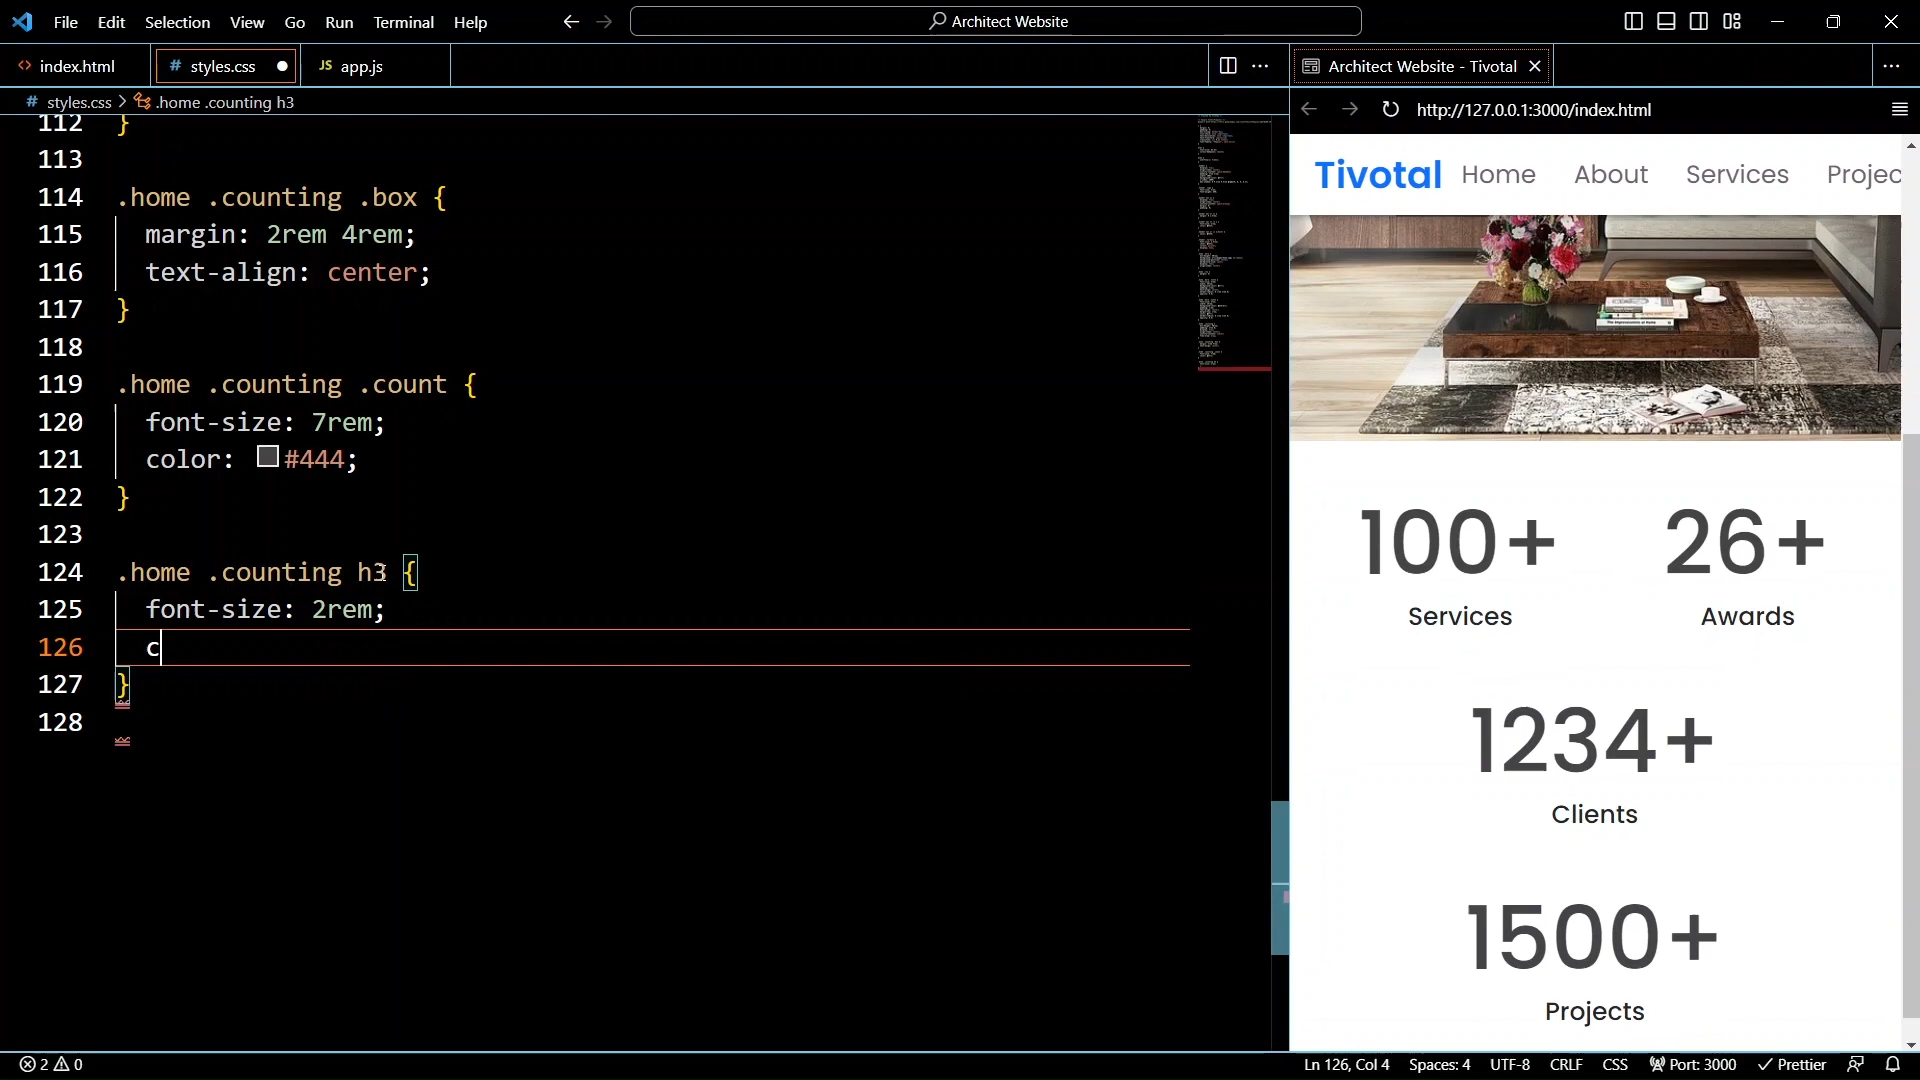 File Edit Selection View Go Run Terminal Help
Architect Website
index.html
# styles.css
JS app.js
Architect Website - Tivotal
# styles.css > .home .counting h3
http://127.0.0.1:3000/index.html
112 }
113
114 .home .counting .box {
115 margin: 2rem 4rem;
116 text-align: center;
117 }
118
119 .home .counting .count {
120 font-size: 7rem;
121 color: #444;
122 }
123
124 .home .counting h3 {
125 font-size: 2rem;
126 c
127 }
128
Tivotal Home About Services Projec
100+ 26+
Services Awards
1234+
Clients
1500+
Projects
2 0
Ln 126, Col 4 Spaces: 4 UTF-8 CRLF CSS Port: 3000 Prettier